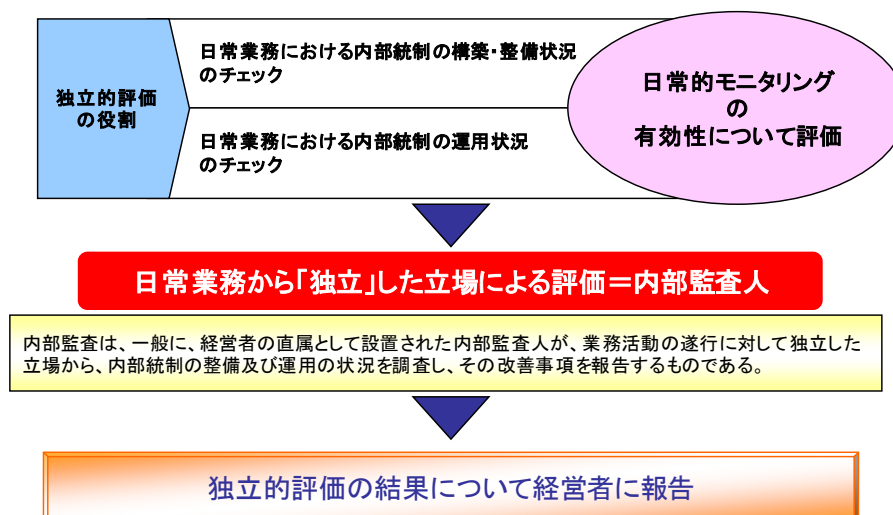 独立的評価
の役割
日常業務における内部統制の構築・整備状況
のチェック
日常業務における内部統制の運用状況
のチェック
日常的モニタリング
の
有効性について評価
日常業務から「独立」した立場による評価＝内部監査人
内部監査は、一般に、経営者の直属として設置された内部監査人が、業務活動の遂行に対して独立した
立場から、内部統制の整備及び運用の状況を調査し、その改善事項を報告するものである。
独立的評価の結果について経営者に報告